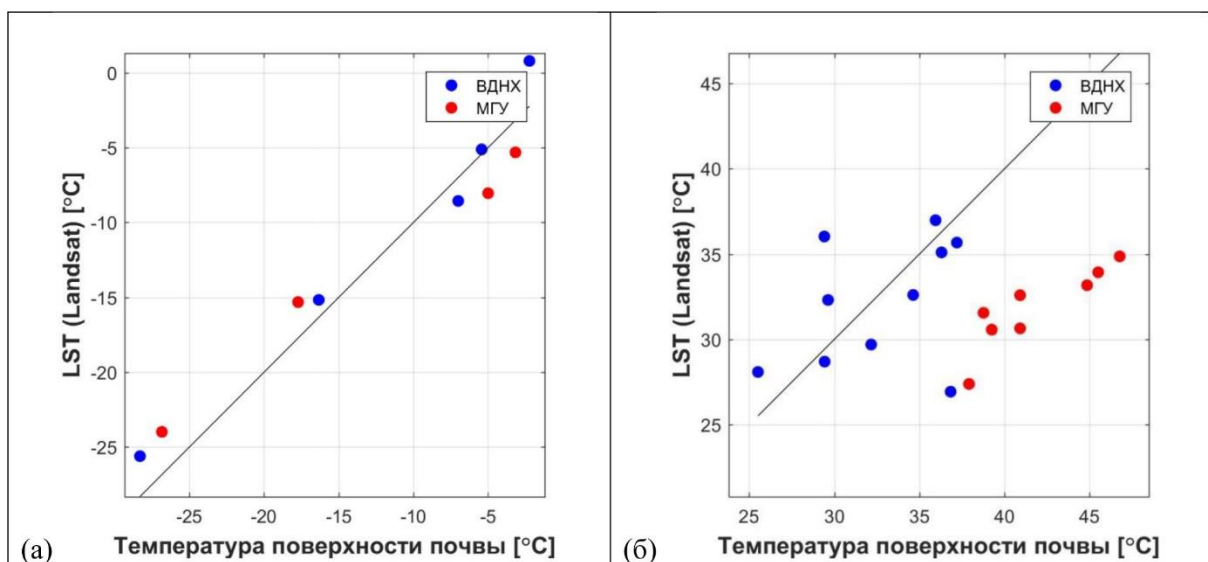 LST (Landsat) [°C]
0
-5
-10
-15
-20
-25
ВДНХ
МГУ
-25 -20 -15 -10 -5
(а) Температура поверхности почвы [°C]
LST (Landsat) [°C]
45
40
35
30
25
ВДНХ
МГУ
25 30 35 40 45
(б) Температура поверхности почвы [°C]